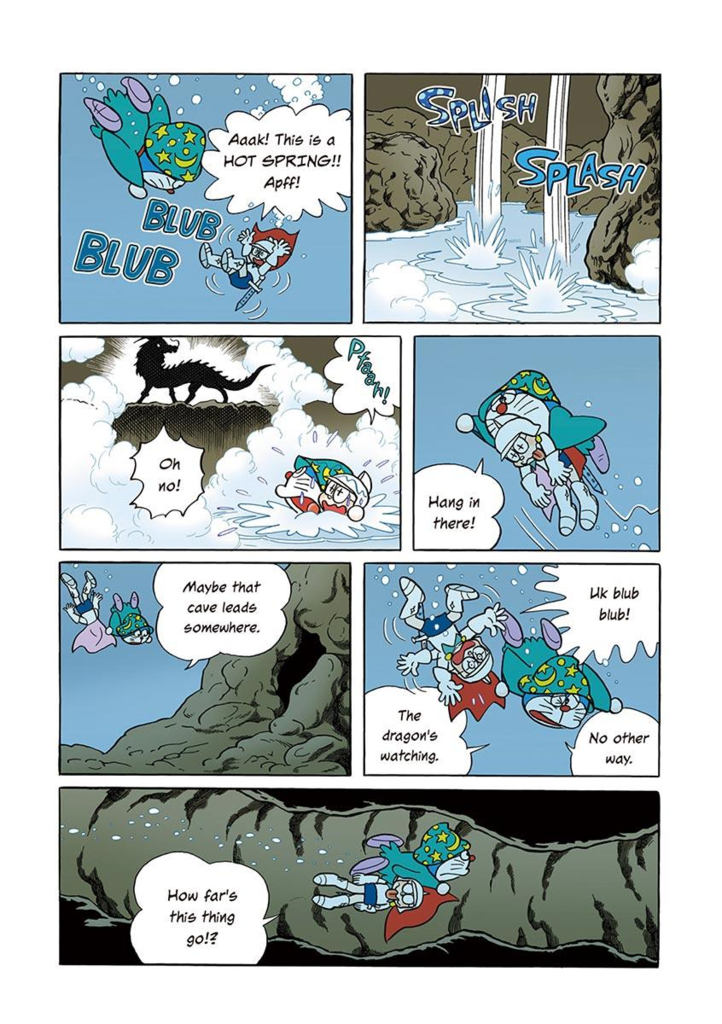 Aaak! This is a
HOT SPRING!!
Apff!
BLUB
BLUB
SPLISH
SPLASH
Pfaah!
Oh
no!
Hang in
there!
Maybe that
cave leads
somewhere.
Uk blub
blub!
The
dragon's
watching.
No other
way.
How far's
this thing
go!?